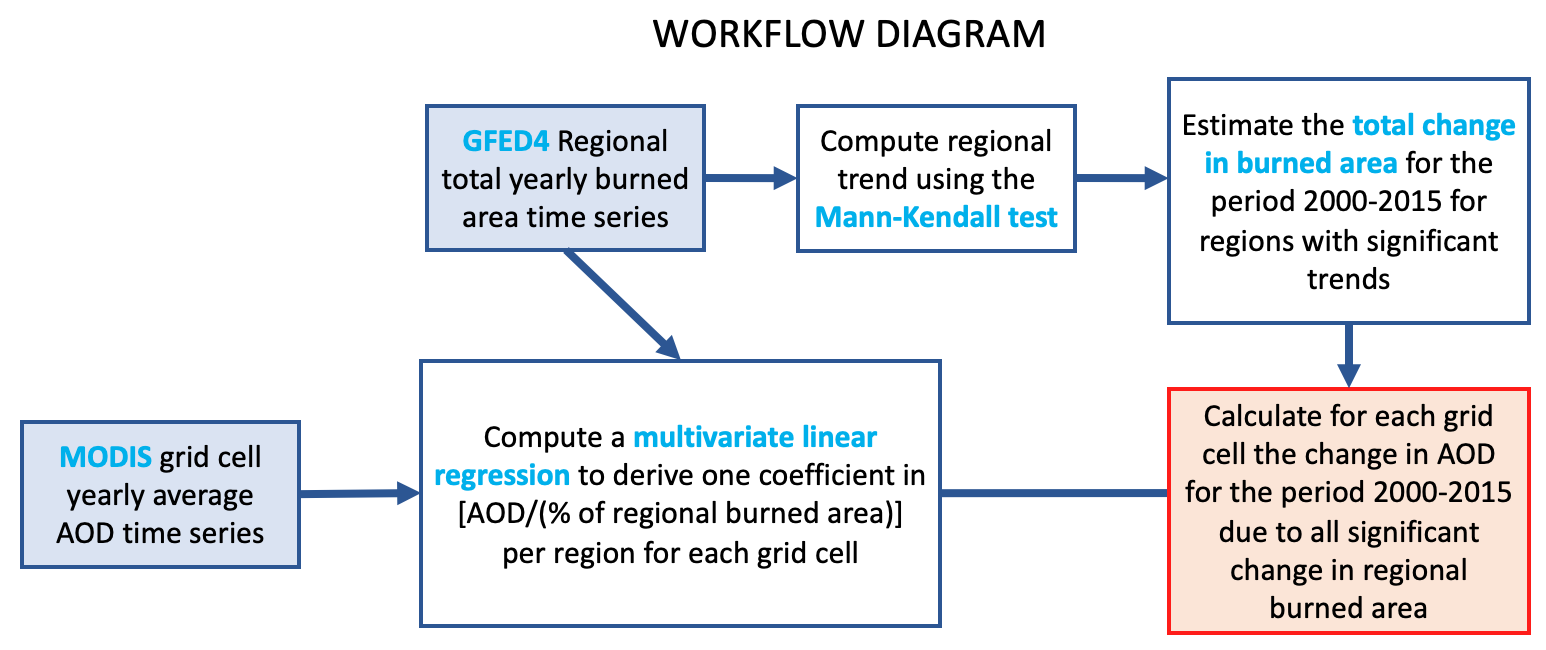 WORKFLOW DIAGRAM
GFED4 Regional
total yearly burned
area time series
Compute regional
trend using the
Mann-Kendall test
Estimate the total change
in burned area for the
period 2000-2015 for
regions with significant
trends
MODIS grid cell
yearly average
AOD time series
Compute a multivariate linear
regression to derive one coefficient in
[AOD/(% of regional burned area)]
per region for each grid cell
Calculate for each grid
cell the change in AOD
for the period 2000-2015
due to all significant
change in regional
burned area